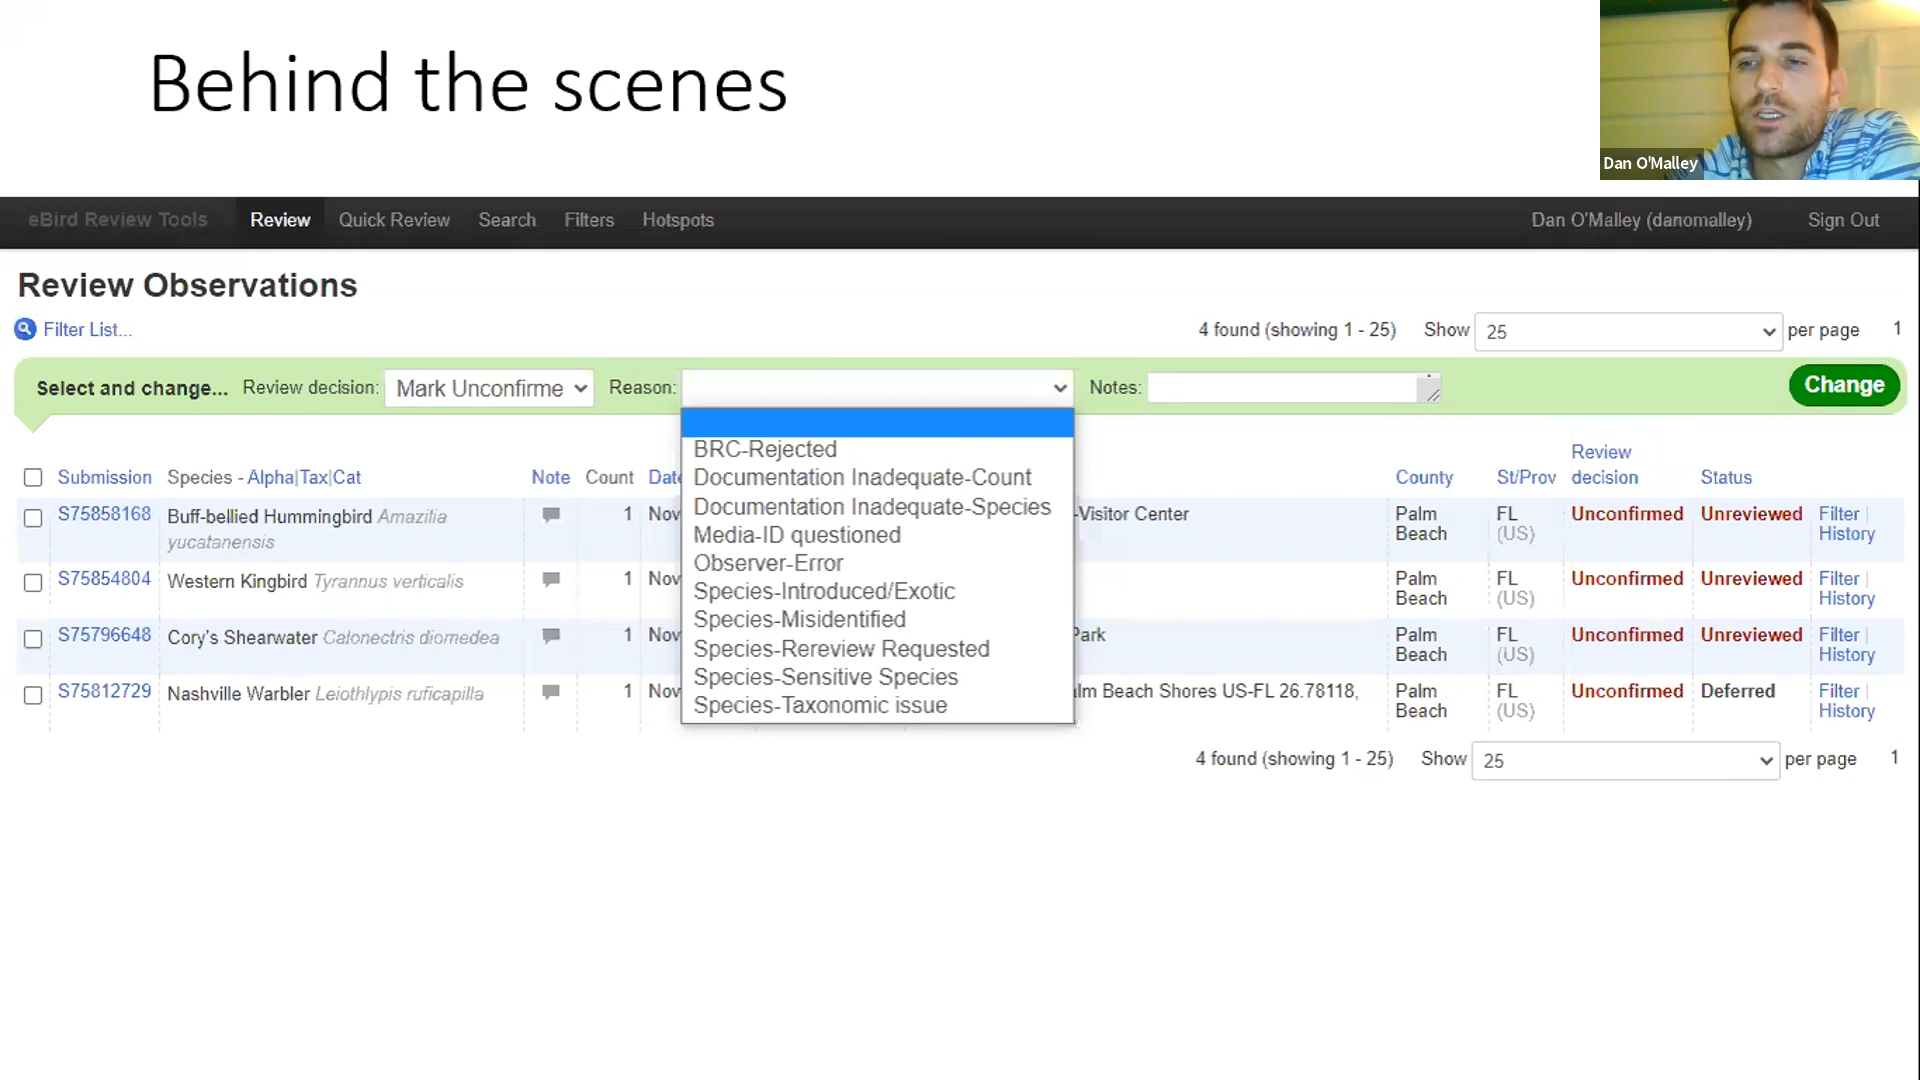 Behind the scenes
Dan O'Malley
eBird Review Tools Review Quick Review Search Filters Hotspots Dan O'Malley (danomalley) Sign Out
Review Observations
Filter List... 4 found (showing 1 - 25) Show 25 per page 1
Select and change... Review decision: Mark Unconfirme Reason: Notes: Change
BRC-Rejected
Documentation Inadequate-Count
Documentation Inadequate-Species
Media-ID questioned
Observer-Error
Species-Introduced/Exotic
Species-Misidentified
Species-Rereview Requested
Species-Sensitive Species
Species-Taxonomic issue
Submission Species - Alpha|Tax|Cat Note Count Date County St/Prov Review decision Status
S75858168 Buff-bellied Hummingbird Amazilia 1 Nov -Visitor Center Palm FL Unconfirmed Unreviewed Filter |
yucatanensis Beach (US) History
S75854804 Western Kingbird Tyrannus verticalis 1 Nov Palm FL Unconfirmed Unreviewed Filter |
Beach (US) History
S75796648 Cory's Shearwater Calonectris diomedea 1 Nov Park Palm FL Unconfirmed Unreviewed Filter |
Beach (US) History
S75812729 Nashville Warbler Leiothlypis ruficapilla 1 Nov lm Beach Shores US-FL 26.78118, Palm FL Unconfirmed Deferred Filter |
Beach (US) History
4 found (showing 1 - 25) Show 25 per page 1